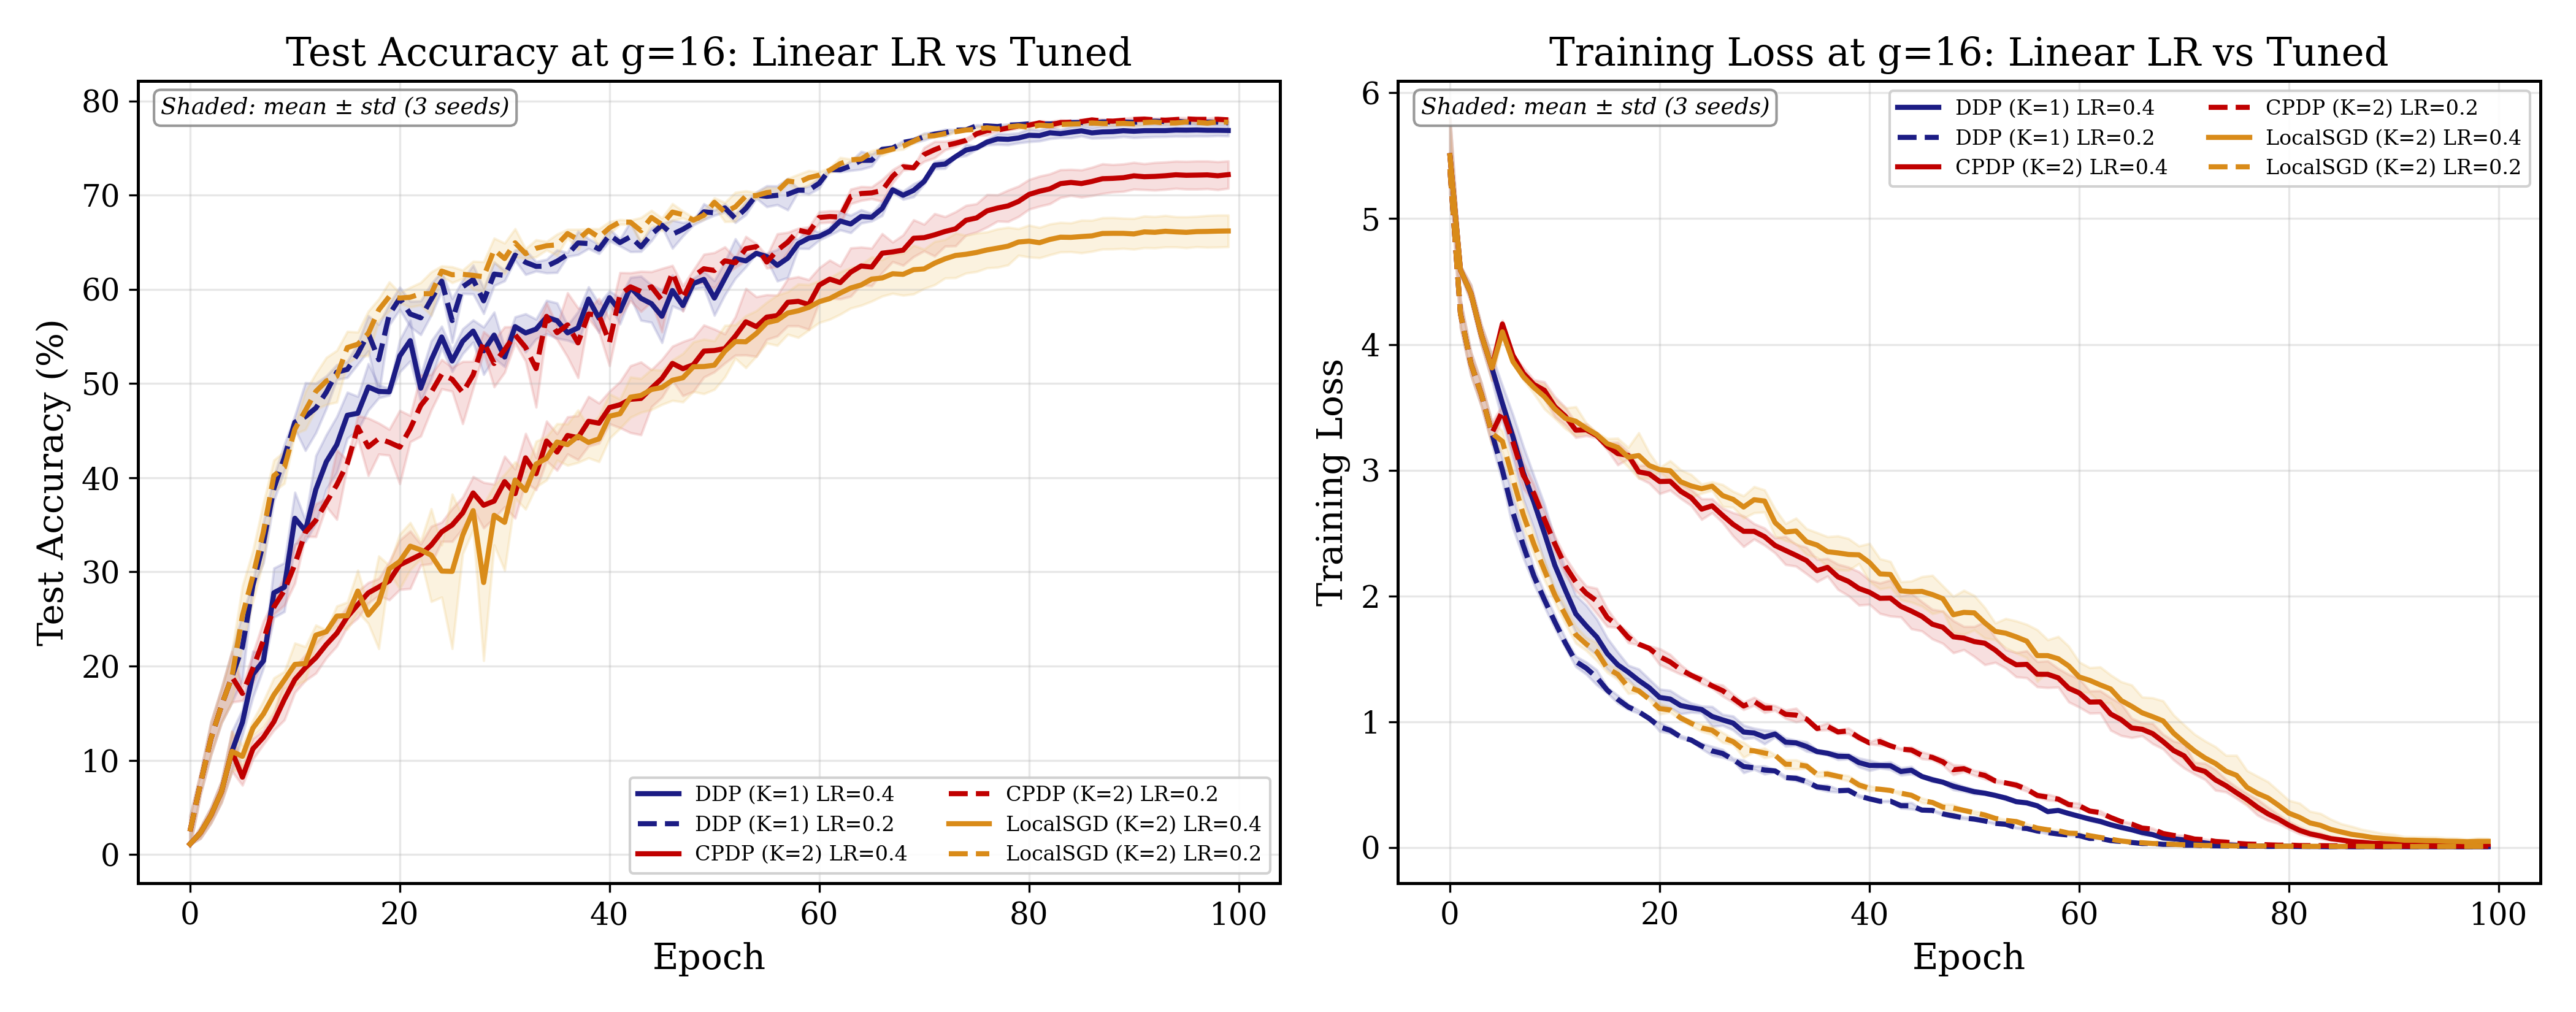 Test Accuracy at g=16: Linear LR vs Tuned
Shaded: mean ± std (3 seeds)
Test Accuracy (%)
80
70
60
50
40
30
20
10
0
0 20 40 60 80 100
Epoch
DDP (K=1) LR=0.4
DDP (K=1) LR=0.2
CPDP (K=2) LR=0.4
CPDP (K=2) LR=0.2
LocalSGD (K=2) LR=0.4
LocalSGD (K=2) LR=0.2
Training Loss at g=16: Linear LR vs Tuned
Shaded: mean ± std (3 seeds)
DDP (K=1) LR=0.4
DDP (K=1) LR=0.2
CPDP (K=2) LR=0.4
CPDP (K=2) LR=0.2
LocalSGD (K=2) LR=0.4
LocalSGD (K=2) LR=0.2
Training Loss
6
5
4
3
2
1
0
0 20 40 60 80 100
Epoch